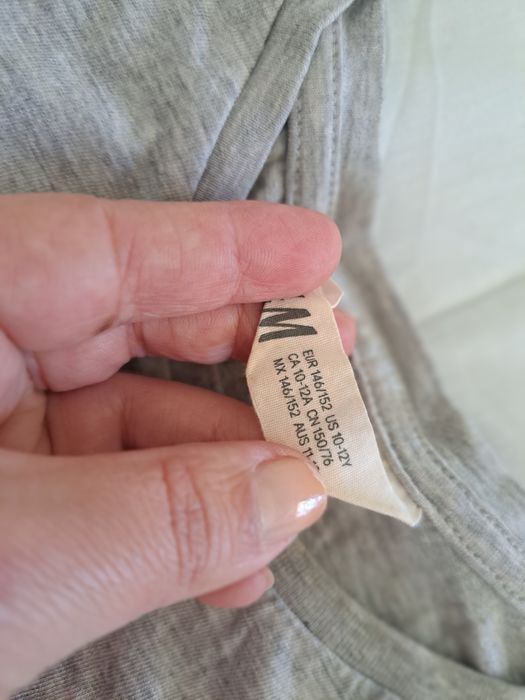 M
EUR 146/152 US 10-12Y
CA 10-12A CN 150/76
MX 146/152 AUS